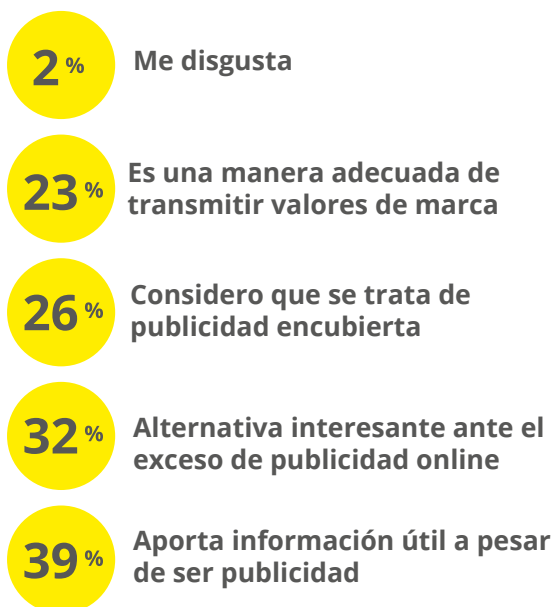 2 % Me disgusta
23 % Es una manera adecuada de
transmitir valores de marca
26 % Considero que se trata de
publicidad encubierta
32 % Alternativa interesante ante el
exceso de publicidad online
39 % Aporta información útil a pesar
de ser publicidad